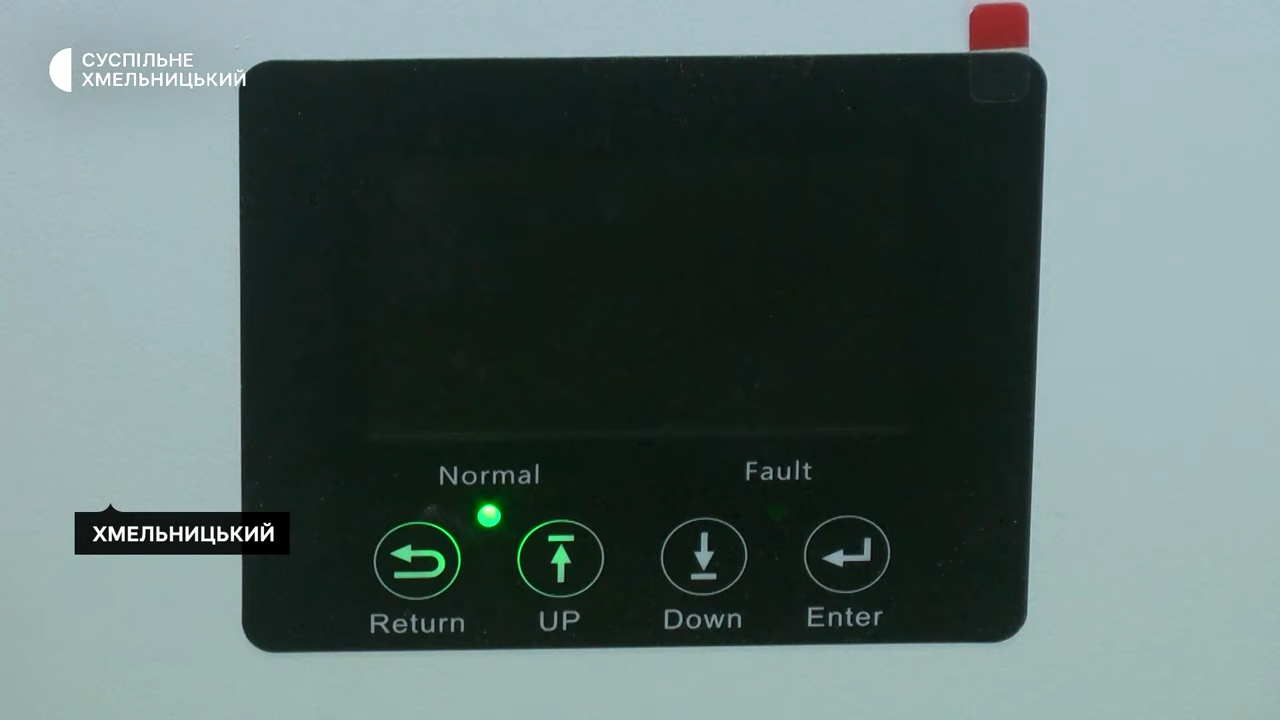 СУСПІЛЬНЕ
ХМЕЛЬНИЦЬКИЙ
Normal
Fault
ХМЕЛЬНИЦЬКИЙ
Return
UP
Down
Enter